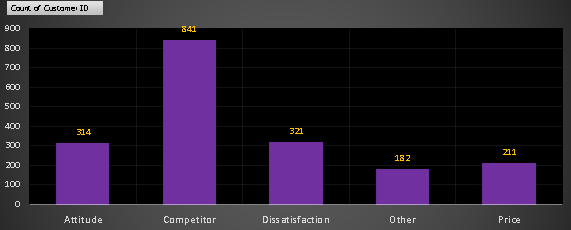 Count of Customer ID
900
800
700
600
500
400
300
200
100
0
314
841
321
182
211
Attitude
Competitor
Dissatisfaction
Other
Price